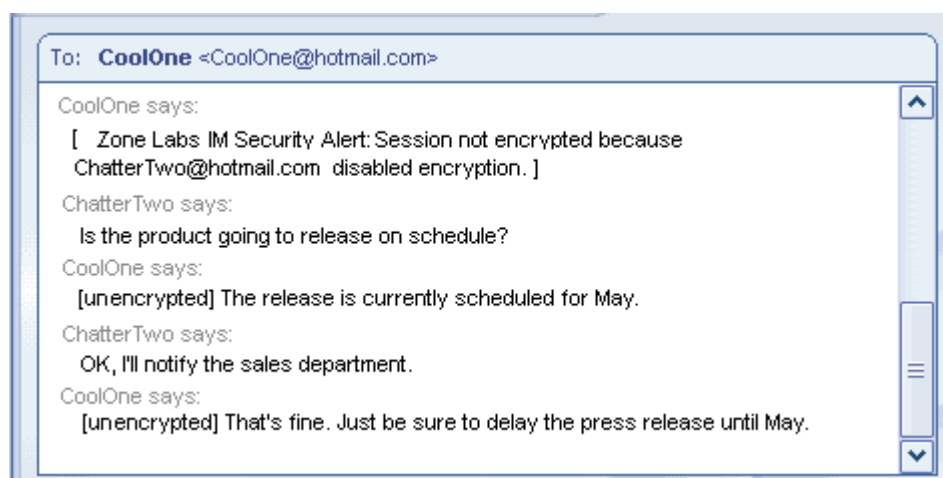 To: CoolOne <CoolOne@hotmail.com>
CoolOne says:
[ Zone Labs IM Security Alert: Session not encrypted because
ChatterTwo@hotmail.com disabled encryption. ]
ChatterTwo says:
Is the product going to release on schedule?
CoolOne says:
[unencrypted] The release is currently scheduled for May.
ChatterTwo says:
OK, I'll notify the sales department.
CoolOne says:
[unencrypted] That's fine. Just be sure to delay the press release until May.